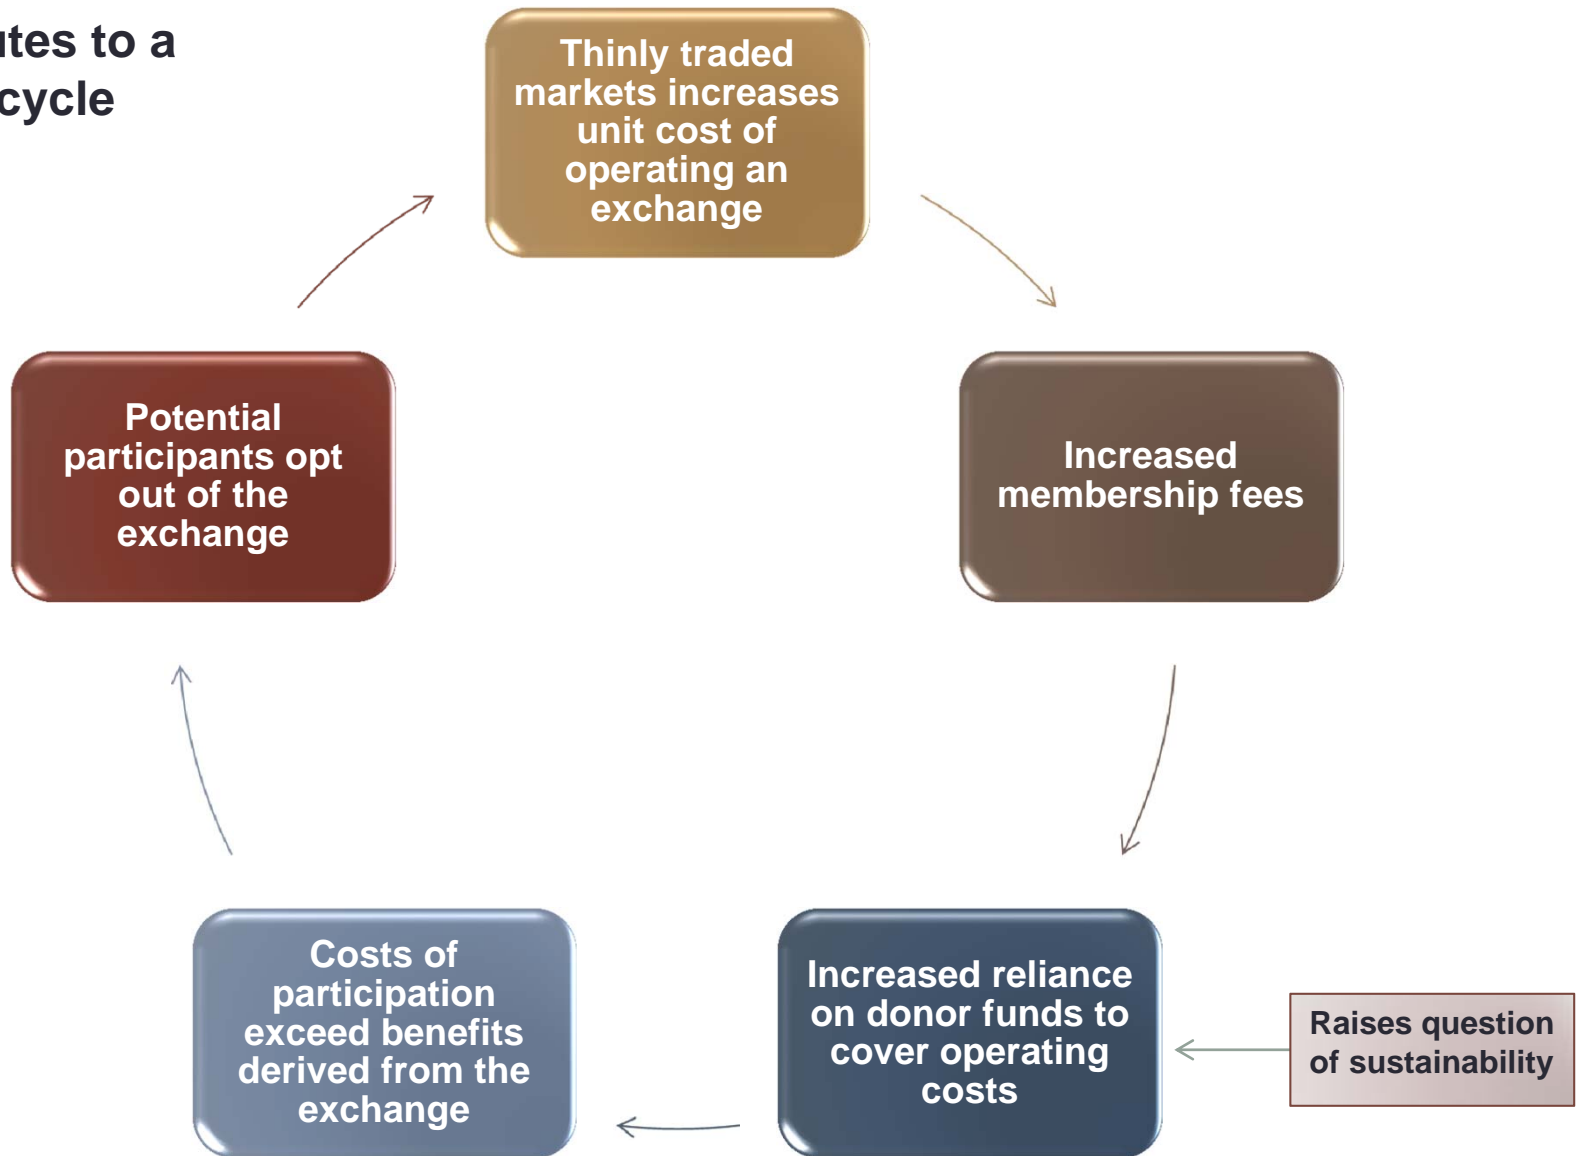 to a
cycle
Thinly traded
markets increases
unit cost of
operating an
exchange
Increased
membership fees
Increased reliance
on donor funds to
cover operating
costs
Raises question
of sustainability
Costs of
participation
exceed benefits
derived from the
exchange
Potential
participants opt
out of the
exchange